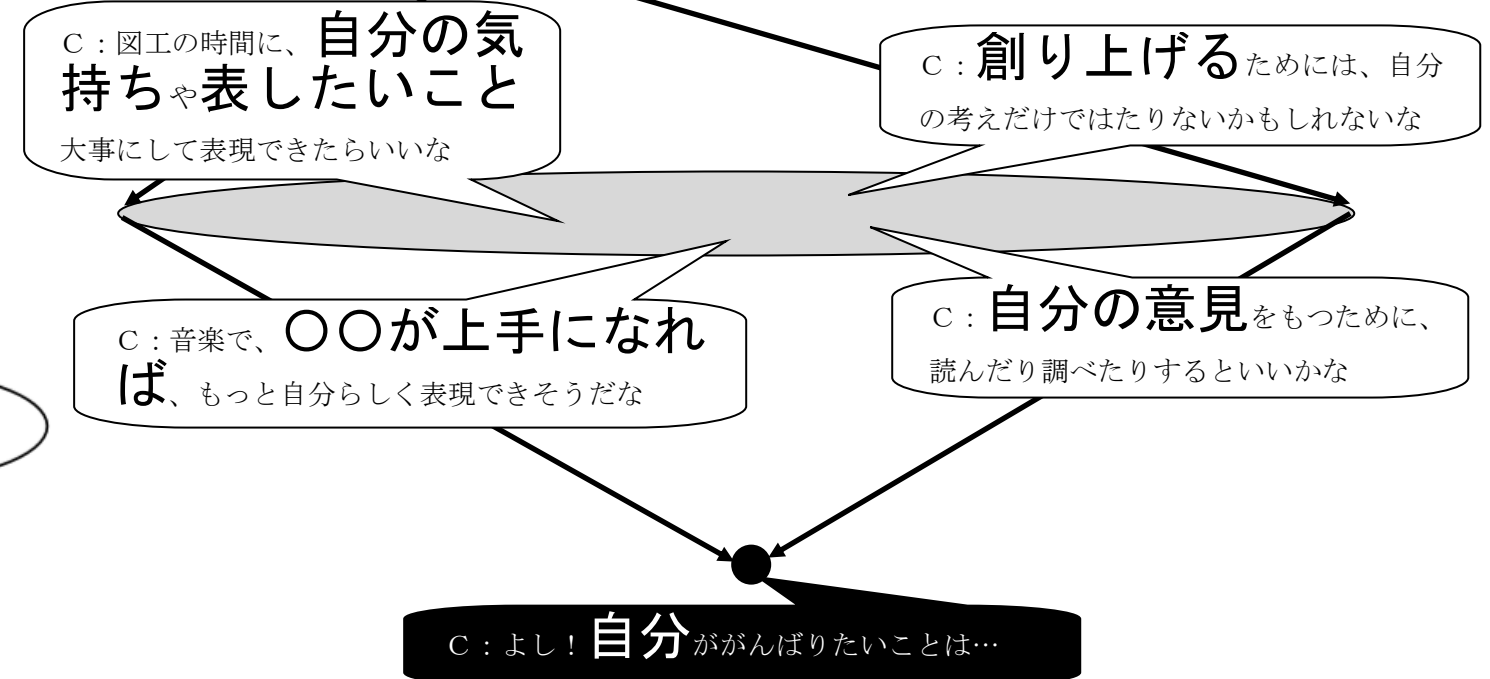 Ｃ：図工の時間に、自分の気
持ちや表したいこと
大事にして表現できたらいいな
Ｃ：創り上げるためには、自分
の考えだけではたりないかもしれないな
Ｃ：音楽で、〇〇が上手になれ
ば、もっと自分らしく表現できそうだな
Ｃ：自分の意見をもつために、
読んだり調べたりするといいかな
Ｃ：よし！自分ががんばりたいことは…